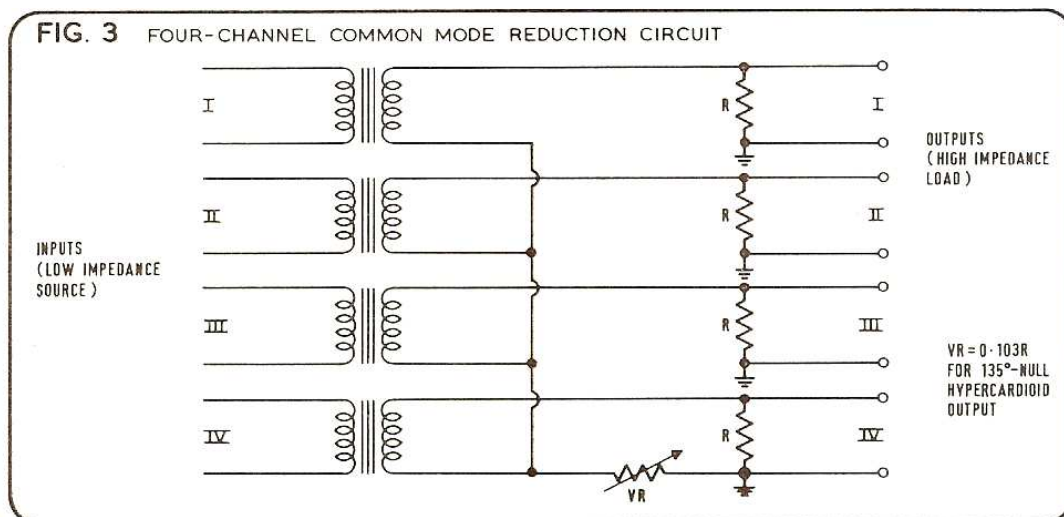 FIG. 3 FOUR-CHANNEL COMMON MODE REDUCTION CIRCUIT
I
R
I
OUTPUTS
(HIGH IMPEDANCE
LOAD)
II
R
II
INPUTS
(LOW IMPEDANCE
SOURCE)
III
R
III
VR=0·103R
FOR 135°-NULL
HYPERCARDIOID
OUTPUT
IV
R
IV
VR